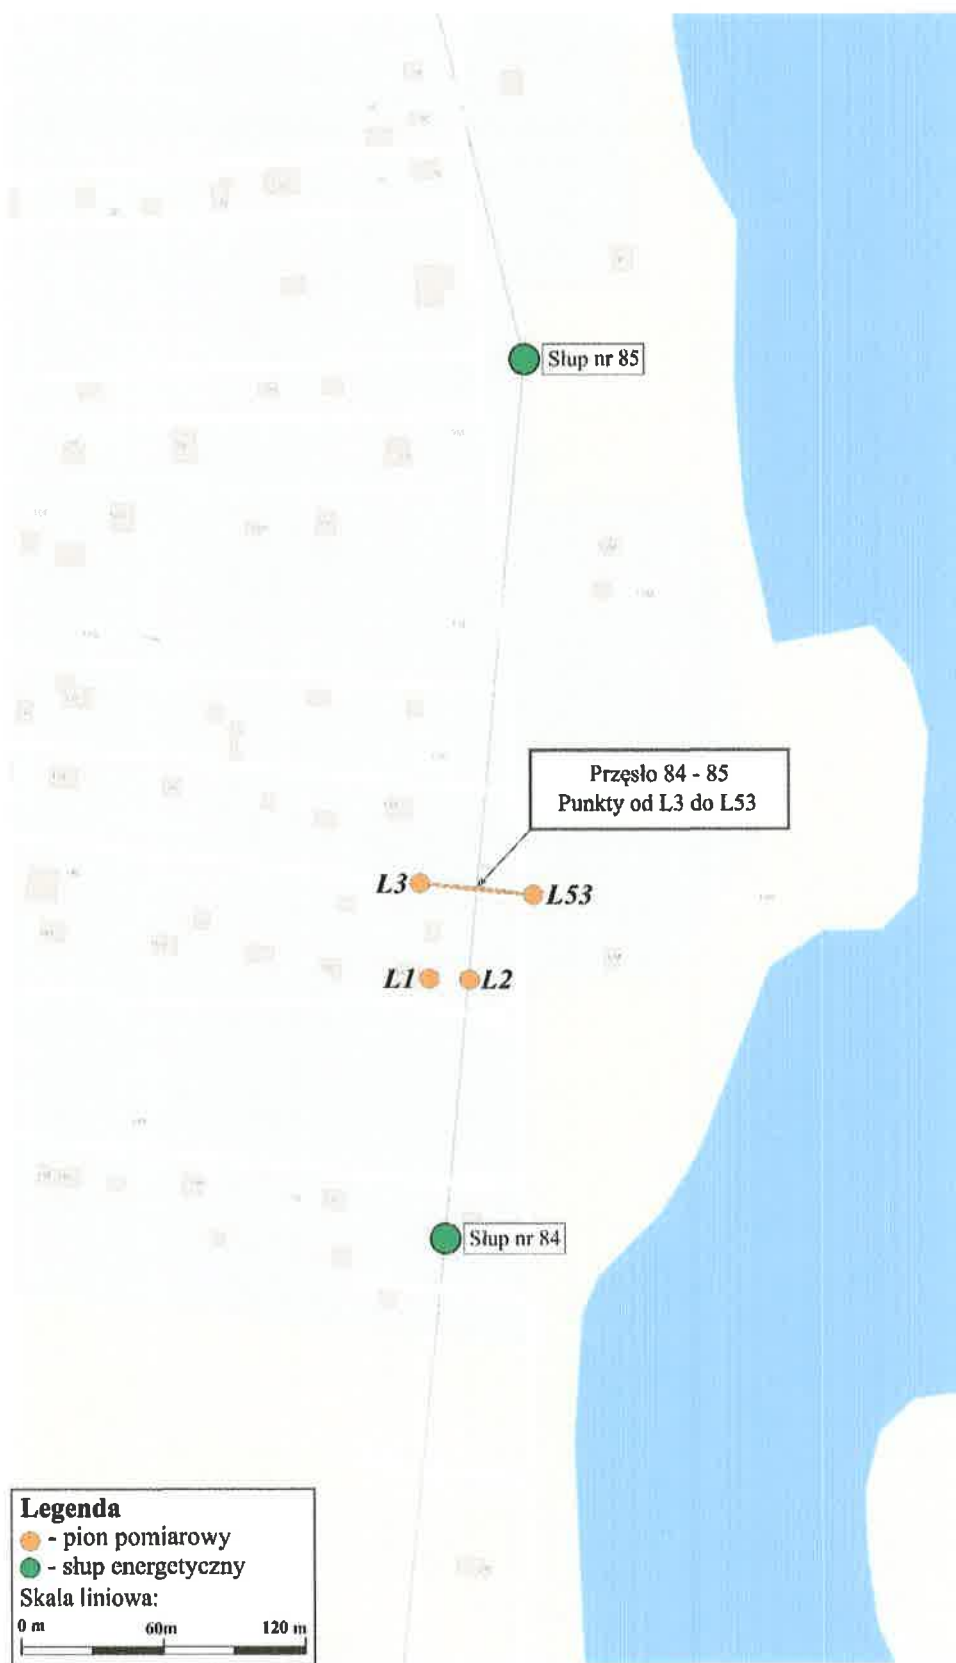 Słup nr 85
Przęsło 84 - 85
Punkty od L3 do L53
L3
L53
L1
L2
Słup nr 84
Legenda
- pion pomiarowy
- słup energetyczny
Skala liniowa:
0 m 60m 120 m